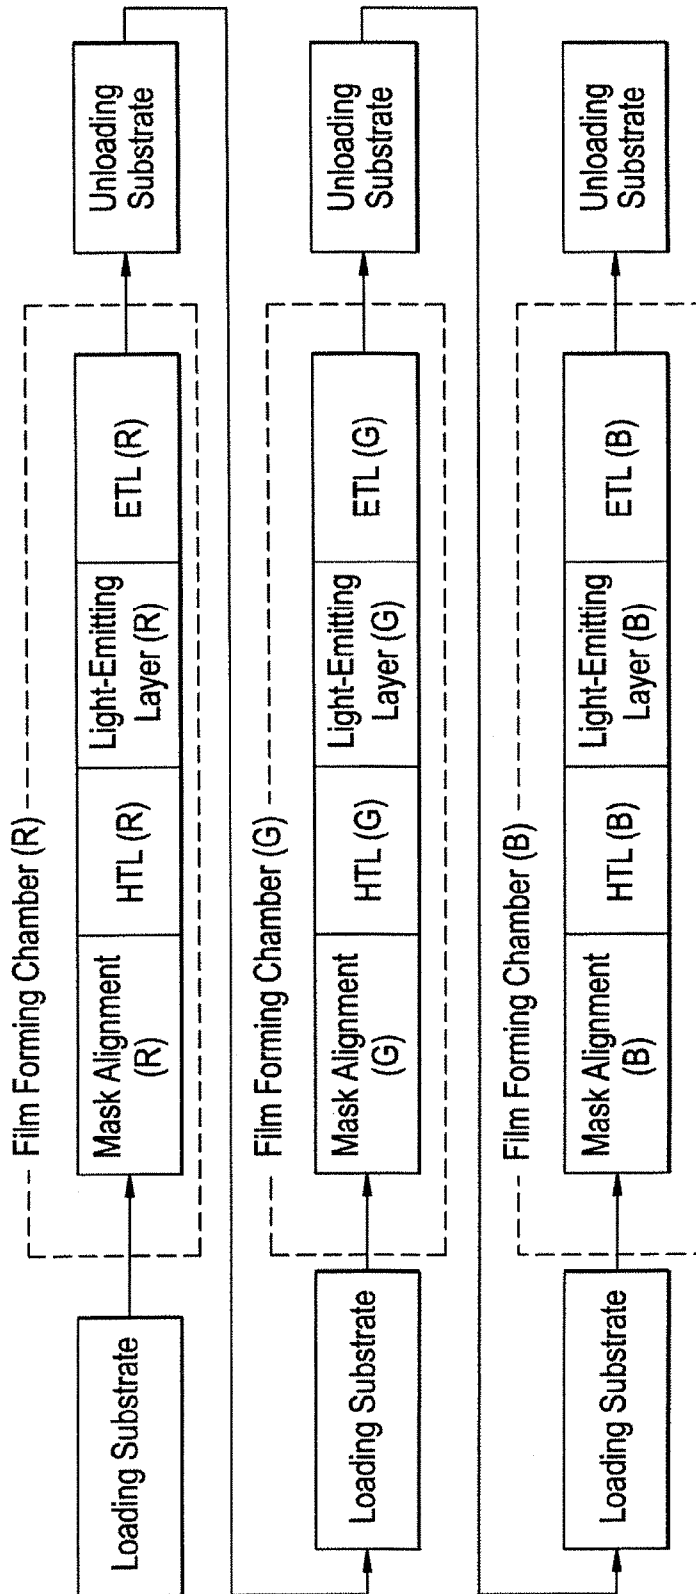 Film Forming Chamber (R)
Loading Substrate
Mask Alignment
(R)
HTL (R)
Light-Emitting
Layer (R)
ETL (R)
Unloading
Substrate
Film Forming Chamber (G)
Loading Substrate
Mask Alignment
(G)
HTL (G)
Light-Emitting
Layer (G)
ETL (G)
Unloading
Substrate
Film Forming Chamber (B)
Loading Substrate
Mask Alignment
(B)
HTL (B)
Light-Emitting
Layer (B)
ETL (B)
Unloading
Substrate